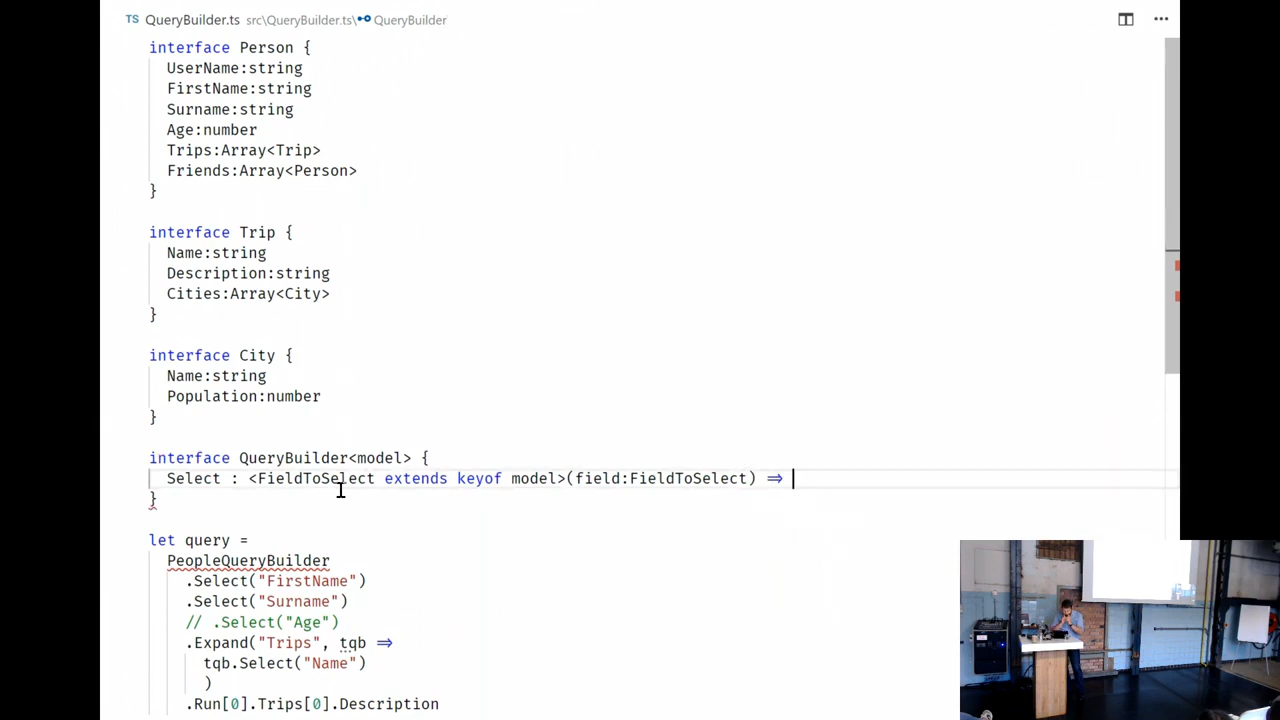 TS QueryBuilder.ts src\QueryBuilder.ts\ QueryBuilder
interface Person {
UserName:string
FirstName:string
Surname:string
Age:number
Trips:Array<Trip>
Friends:Array<Person>
}
interface Trip {
Name:string
Description:string
Cities:Array<City>
}
interface City {
Name:string
Population:number
}
interface QueryBuilder<model> {
Select : <FieldToSelect extends keyof model>(field:FieldToSelect) ⇒
}
let query =
PeopleQueryBuilder
.Select("FirstName")
.Select("Surname")
// .Select("Age")
.Expand("Trips", tqb ⇒
tqb.Select("Name")
)
.Run[0].Trips[0].Description